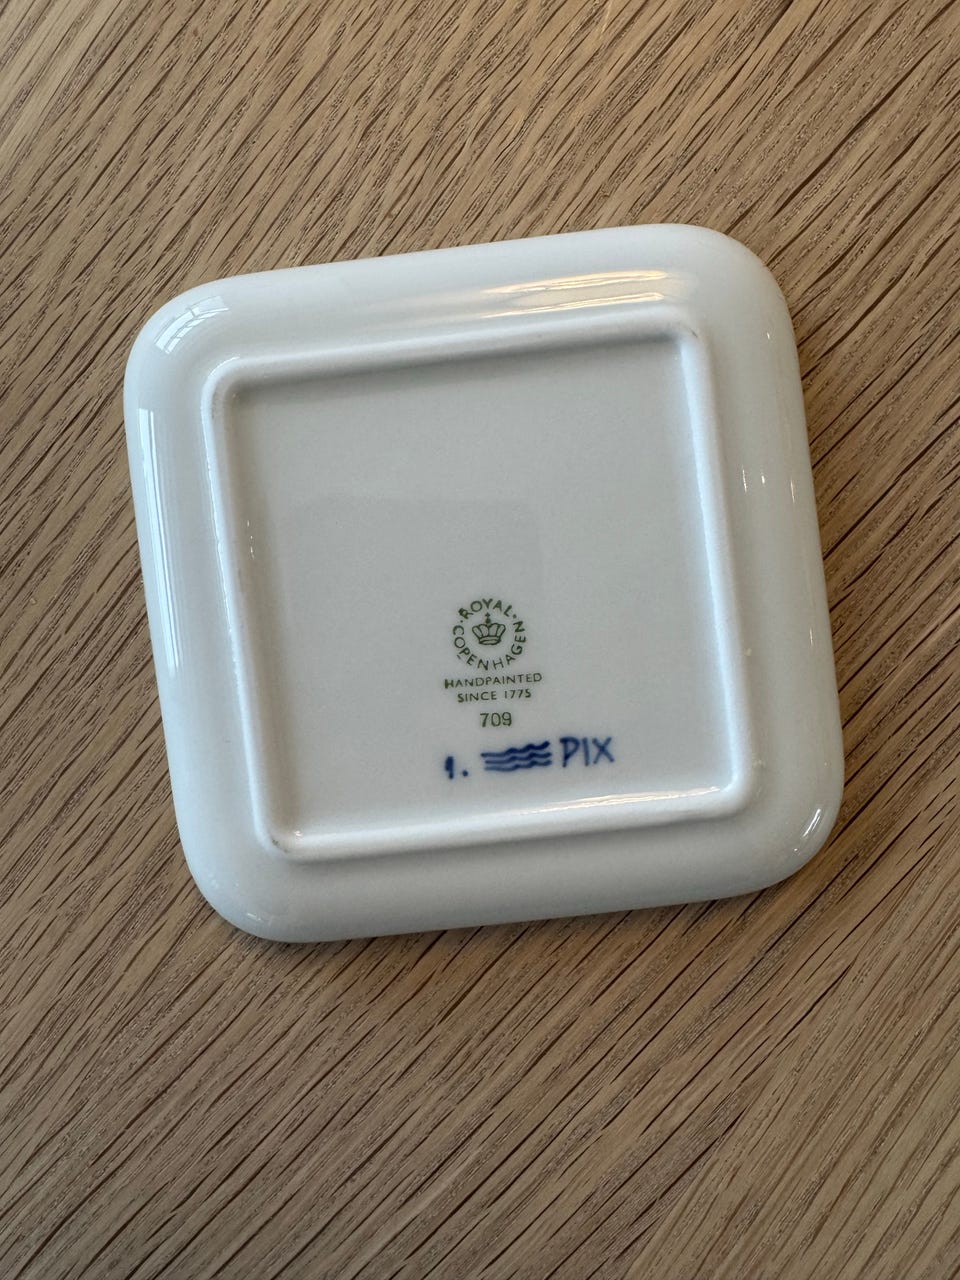 ROYAL
COPENHAGEN
HANDPAINTED
SINCE 1775
709
1. PIX